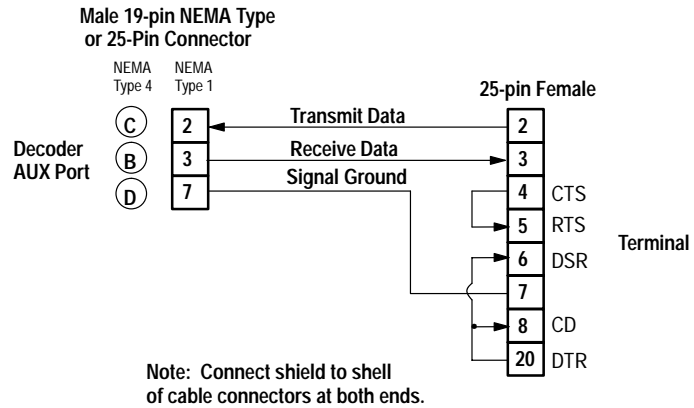 Male 19-pin NEMA Type
or 25-Pin Connector
NEMA
Type 4
NEMA
Type 1
25-pin Female
Decoder
AUX Port
C
B
D
2
3
7
Transmit Data
Receive Data
Signal Ground
2
3
4 CTS
5 RTS
6 DSR
7
8 CD
20 DTR
Terminal
Note: Connect shield to shell
of cable connectors at both ends.